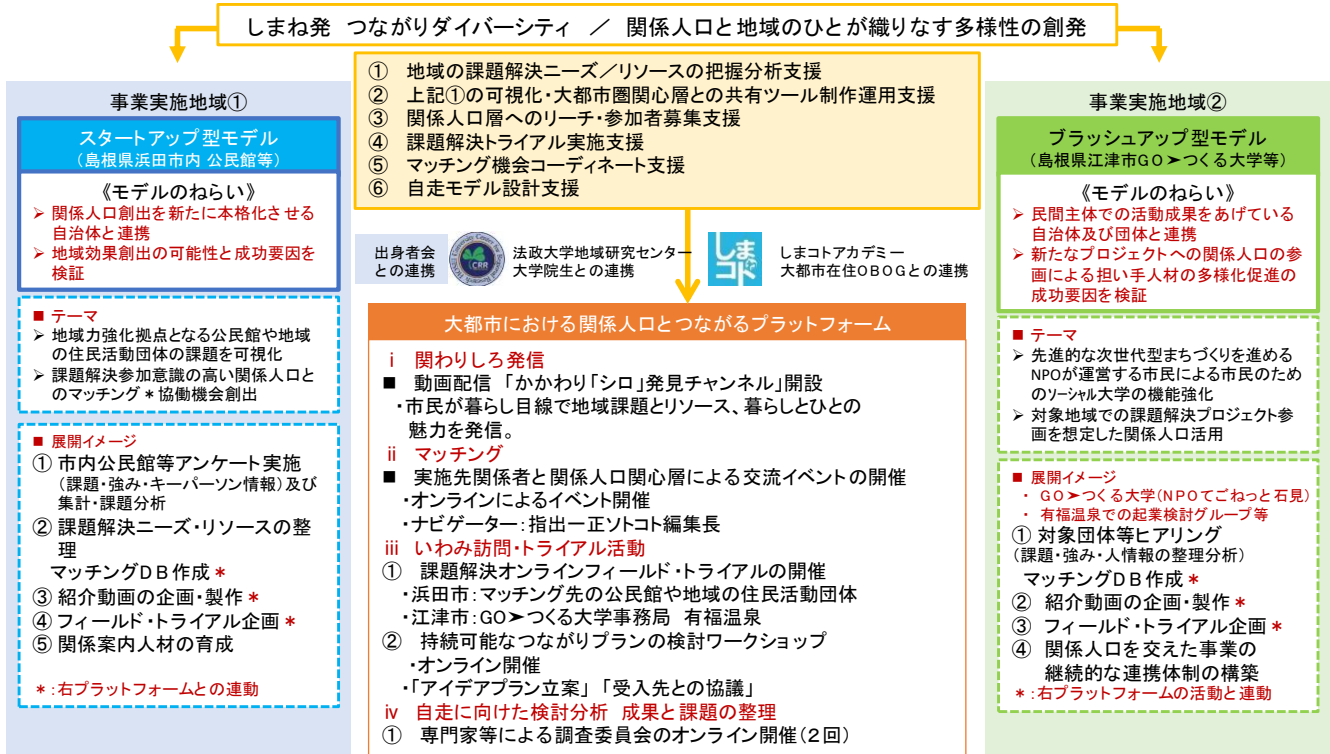 しまね発 つながりダイバーシティ ／ 関係人口と地域のひとが織りなす多様性の創発
① 地域の課題解決ニーズ／リソースの把握分析支援
② 上記①の可視化・大都市圏関心層との共有ツール制作運用支援
③ 関係人口層へのリーチ・参加者募集支援
④ 課題解決トライアル実施支援
⑤ マッチング機会コーディネート支援
⑥ 自走モデル設計支援
事業実施地域①
スタートアップ型モデル
（島根県浜田市内 公民館等）
《モデルのねらい》
➢ 関係人口創出を新たに本格化させる
自治体と連携
➢ 地域効果創出の可能性と成功要因を
検証
■ テーマ
➢ 地域力強化拠点となる公民館や地域
の住民活動団体の課題を可視化
➢ 課題解決参加意識の高い関係人口と
のマッチング＊協働機会創出
■ 展開イメージ
① 市内公民館等アンケート実施
（課題・強み・キーパーソン情報）及び
集計・課題分析
② 課題解決ニーズ・リソースの整
理
マッチングＤＢ作成＊
③ 紹介動画の企画・製作＊
④ フィールド・トライアル企画＊
⑤ 関係案内人材の育成
＊：右プラットフォームとの連動
出身者会
との連携
CRR
法政大学地域研究センター
大学院生との連携
しまコト
しまコトアカデミー
大都市在住ＯＢＯＧとの連携
大都市における関係人口とつながるプラットフォーム
ⅰ 関わりしろ発信
■ 動画配信 「かかわり「シロ」発見チャンネル」開設
・市民が暮らし目線で地域課題とリソース、暮らしとひとの
魅力を発信。
ⅱ マッチング
■ 実施先関係者と関係人口関心層による交流イベントの開催
・オンラインによるイベント開催
・ナビゲーター：指出一正ソトコト編集長
ⅲ いわみ訪問・トライアル活動
① 課題解決オンラインフィールド・トライアルの開催
・浜田市：マッチング先の公民館や地域の住民活動団体
・江津市：GO➢つくる大学事務局 有福温泉
② 持続可能なつながりプランの検討ワークショップ
・オンライン開催
・「アイデアプラン立案」 「受入先との協議」
ⅳ 自走に向けた検討分析 成果と課題の整理
① 専門家等による調査委員会のオンライン開催（２回）
事業実施地域②
ブラッシュアップ型モデル
（島根県江津市GO➢つくる大学等）
《モデルのねらい》
➢ 民間主体での活動成果をあげている
自治体及び団体と連携
➢ 新たなプロジェクトへの関係人口の参
画による担い手人材の多様化促進の
成功要因を検証
■ テーマ
➢ 先進的な次世代型まちづくりを進める
NPOが運営する市民による市民のため
のソーシャル大学の機能強化
➢ 対象地域での課題解決プロジェクト参
画を想定した関係人口活用
■ 展開イメージ
・ GO➢つくる大学（NPOてごねっと石見）
・ 有福温泉での起業検討グループ等
① 対象団体等ヒアリング
（課題・強み・人情報の整理分析）
マッチングＤＢ作成＊
② 紹介動画の企画・製作＊
③ フィールド・トライアル企画＊
④ 関係人口を交えた事業の
継続的な連携体制の構築
＊：右プラットフォームの活動と連動